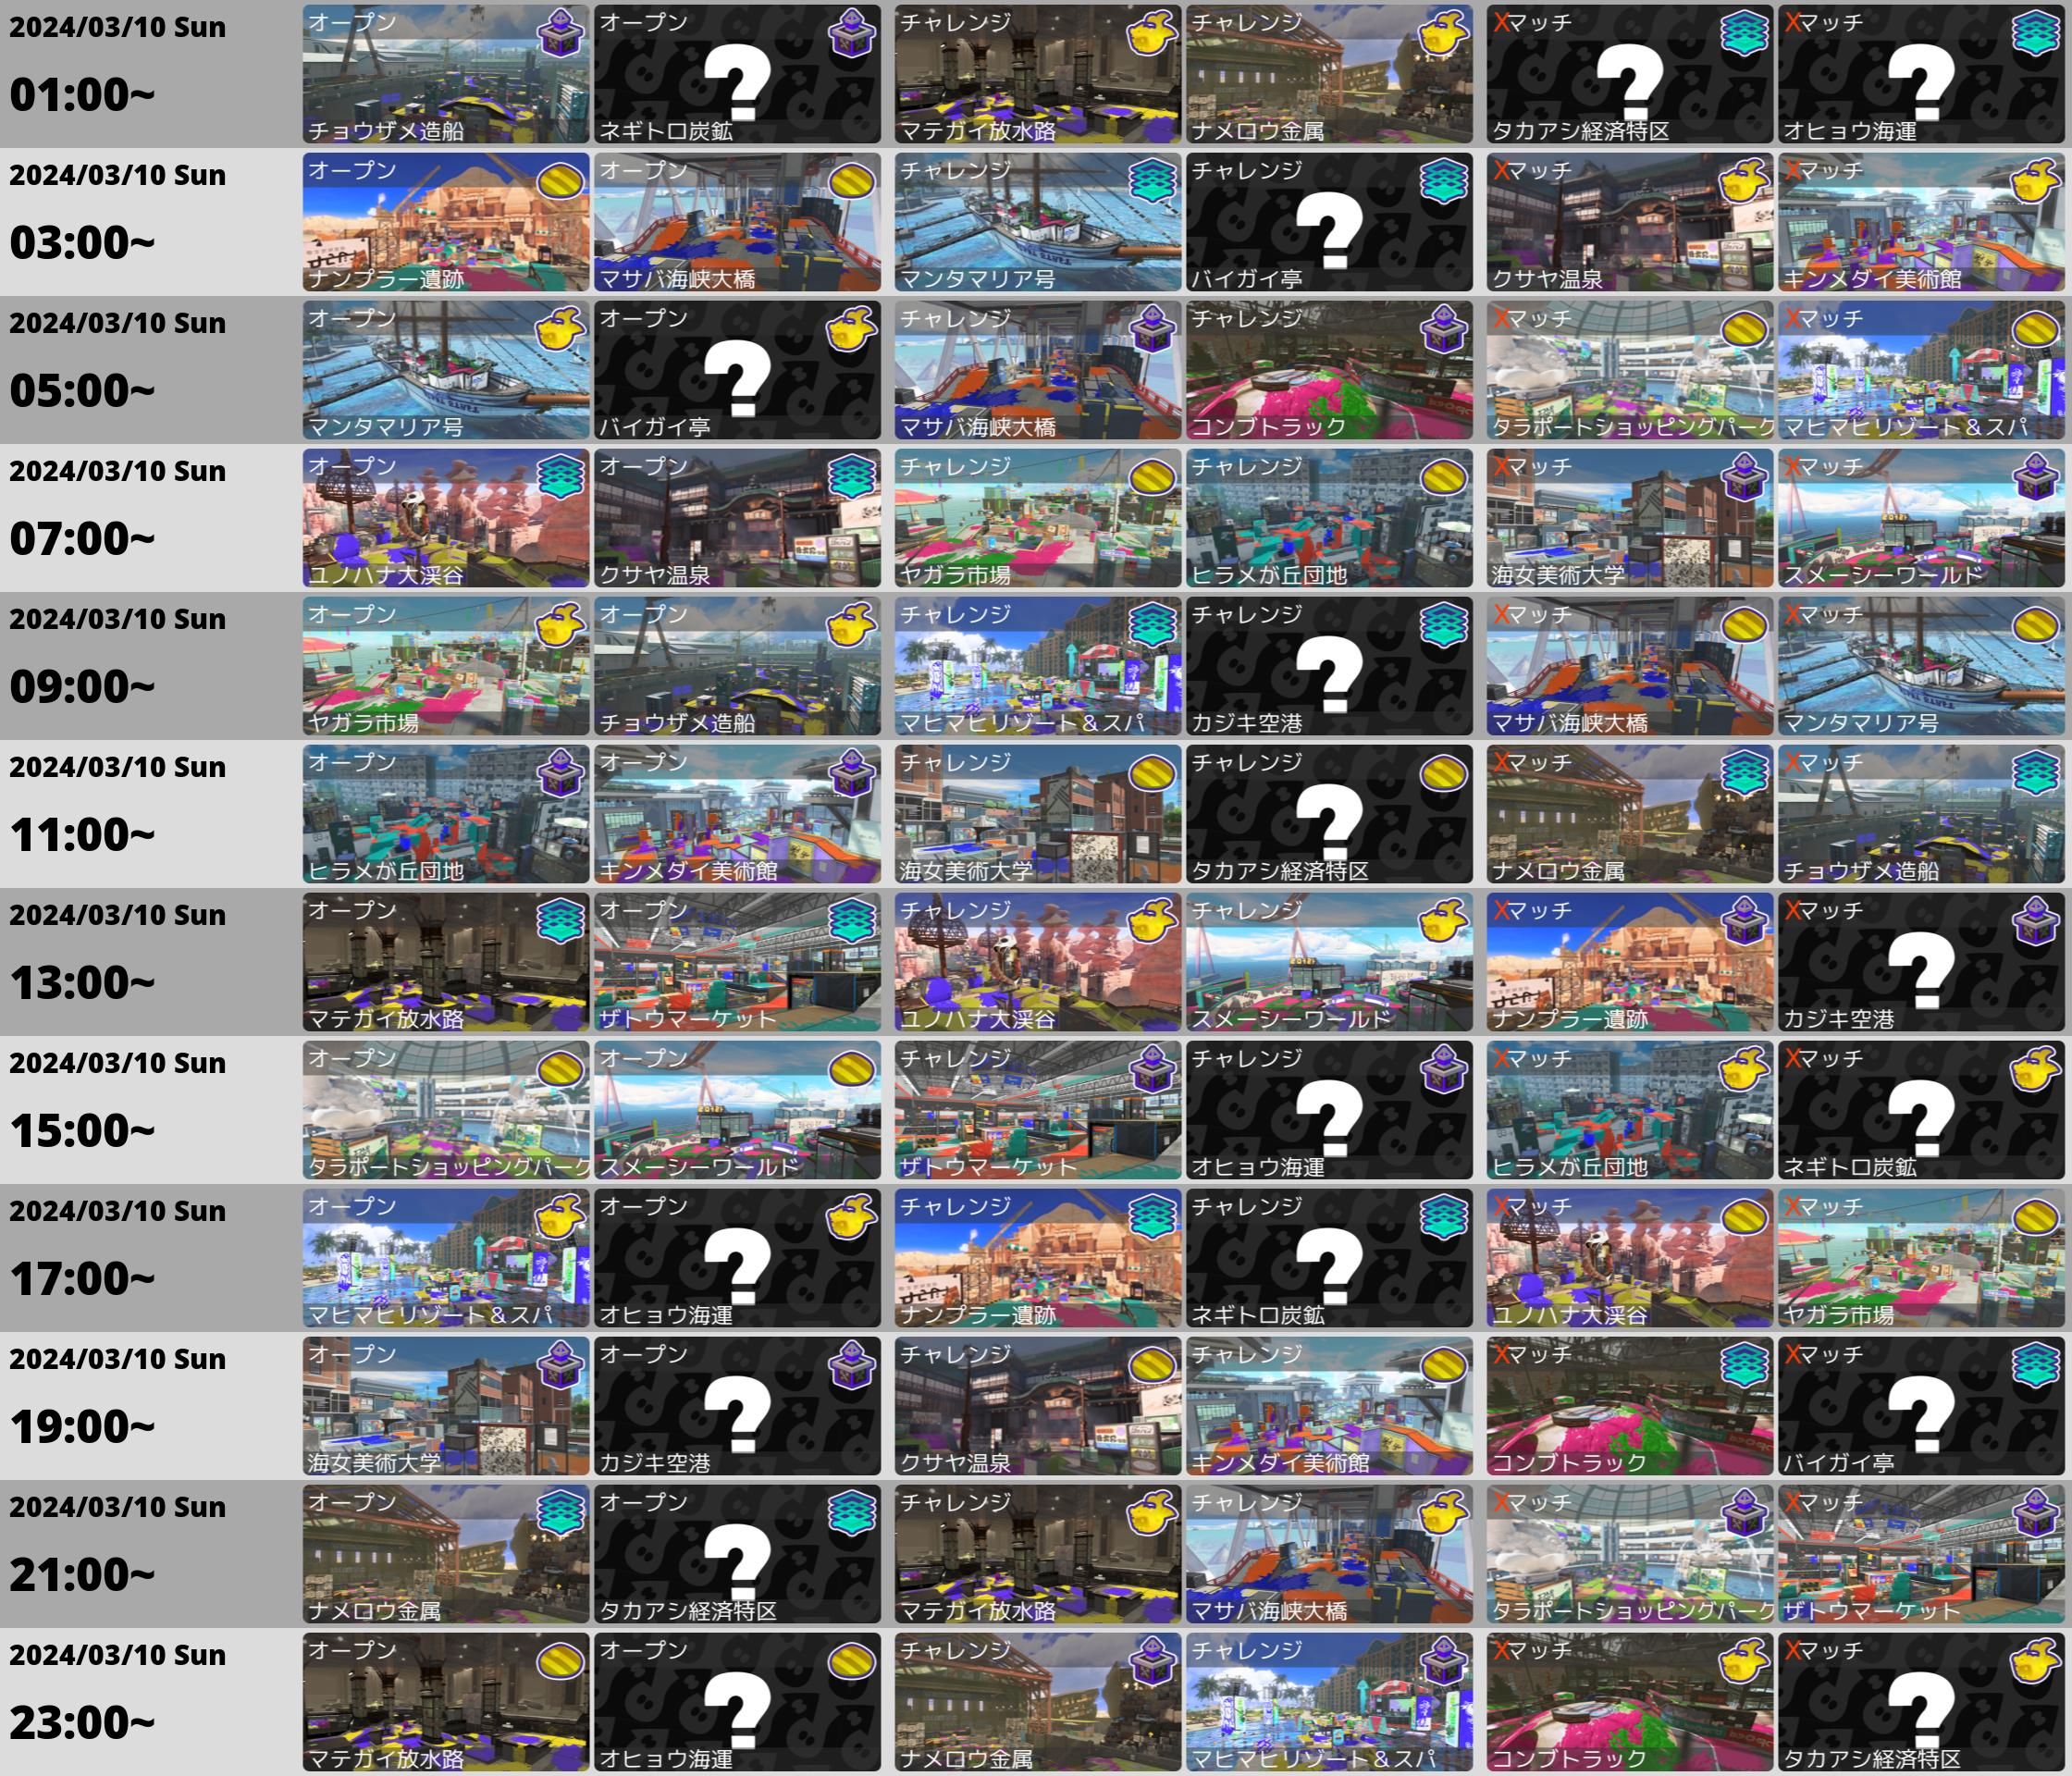 2024/03/10 Sun
01:00~
オープン オープン チャレンジ チャレンジ Xマッチ Xマッチ
チョウザメ造船 ネギトロ炭鉱 マテガイ放水路 ナメロウ金属 タカアシ経済特区 オヒョウ海運
2024/03/10 Sun
03:00~
オープン オープン チャレンジ チャレンジ Xマッチ Xマッチ
ナンプラー遺跡 マサバ海峡大橋 マンタマリア号 バイガイ亭 クサヤ温泉 キンメダイ美術館
2024/03/10 Sun
05:00~
オープン オープン チャレンジ チャレンジ Xマッチ Xマッチ
マンタマリア号 バイガイ亭 マサバ海峡大橋 コンブトラック タラポートショッピングパーク マヒマヒリゾート&スパ
2024/03/10 Sun
07:00~
オープン オープン チャレンジ チャレンジ Xマッチ Xマッチ
ユノハナ大渓谷 クサヤ温泉 ヤガラ市場 ヒラメが丘団地 海女美術大学 スメーシーワールド
2024/03/10 Sun
09:00~
オープン オープン チャレンジ チャレンジ Xマッチ Xマッチ
ヤガラ市場 チョウザメ造船 マヒマヒリゾート&スパ カジキ空港 マサバ海峡大橋 マンタマリア号
2024/03/10 Sun
11:00~
オープン オープン チャレンジ チャレンジ Xマッチ Xマッチ
ヒラメが丘団地 キンメダイ美術館 海女美術大学 タカアシ経済特区 ナメロウ金属 チョウザメ造船
2024/03/10 Sun
13:00~
オープン オープン チャレンジ チャレンジ Xマッチ Xマッチ
マテガイ放水路 ザトウマーケット ユノハナ大渓谷 スメーシーワールド ナンプラー遺跡 カジキ空港
2024/03/10 Sun
15:00~
オープン オープン チャレンジ チャレンジ Xマッチ Xマッチ
タラポートショッピングパーク スメーシーワールド ザトウマーケット オヒョウ海運 ヒラメが丘団地 ネギトロ炭鉱
2024/03/10 Sun
17:00~
オープン オープン チャレンジ チャレンジ Xマッチ Xマッチ
マヒマヒリゾート&スパ オヒョウ海運 ナンプラー遺跡 ネギトロ炭鉱 ユノハナ大渓谷 ヤガラ市場
2024/03/10 Sun
19:00~
オープン オープン チャレンジ チャレンジ Xマッチ Xマッチ
海女美術大学 カジキ空港 クサヤ温泉 キンメダイ美術館 コンブトラック バイガイ亭
2024/03/10 Sun
21:00~
オープン オープン チャレンジ チャレンジ Xマッチ Xマッチ
ナメロウ金属 タカアシ経済特区 マテガイ放水路 マサバ海峡大橋 タラポートショッピングパーク ザトウマーケット
2024/03/10 Sun
23:00~
オープン オープン チャレンジ チャレンジ Xマッチ Xマッチ
マテガイ放水路 オヒョウ海運 ナメロウ金属 マヒマヒリゾート&スパ コンブトラック タカアシ経済特区